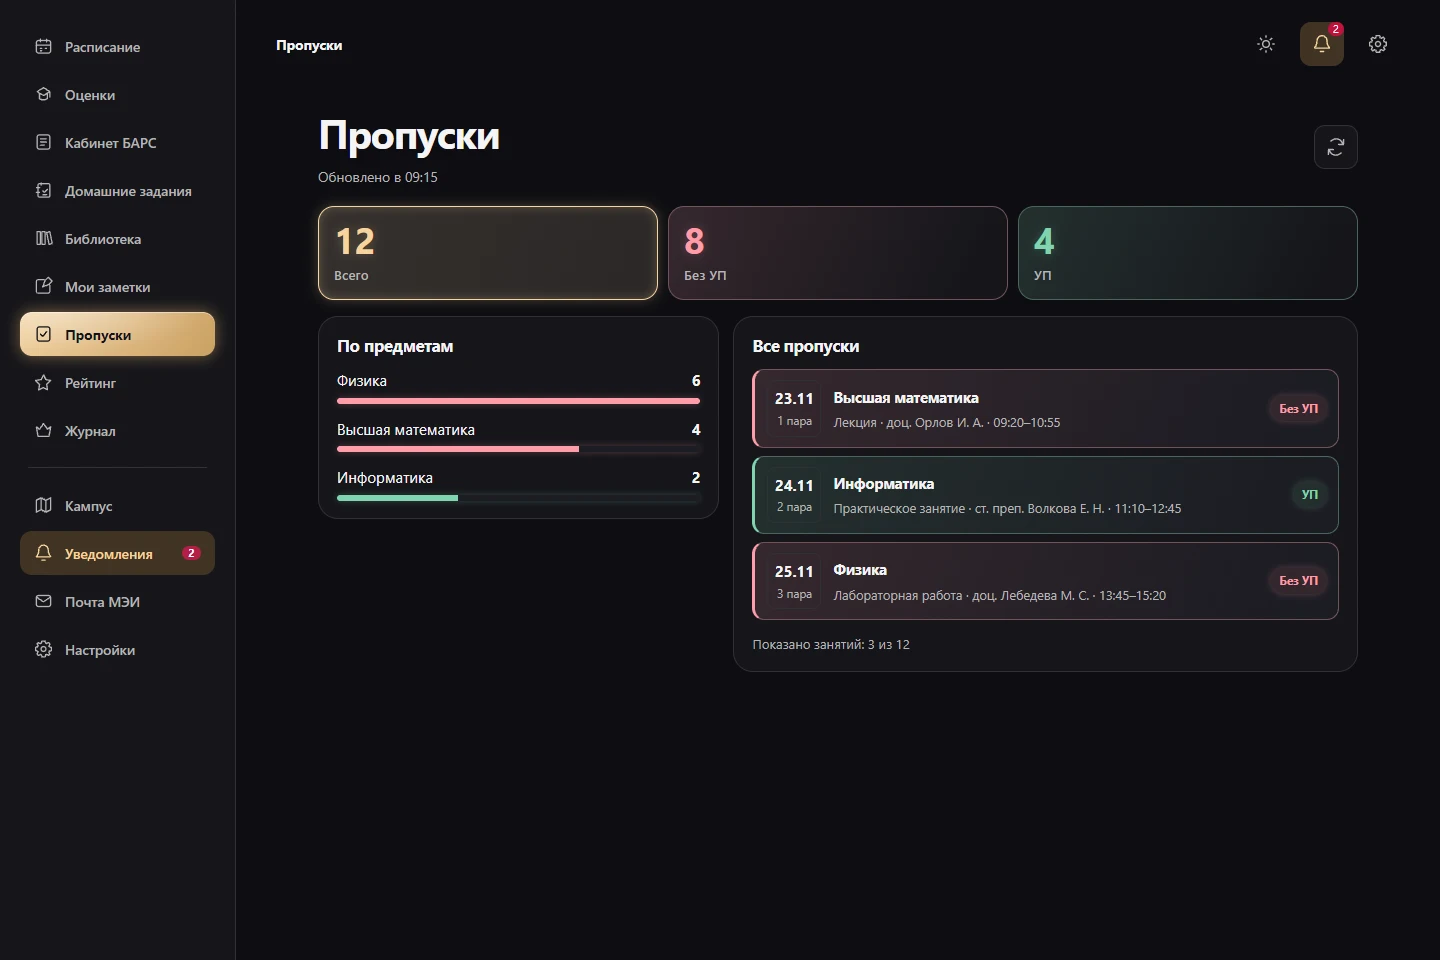 Расписание
Оценки
Кабинет БАРС
Домашние задания
Библиотека
Мои заметки
Пропуски
Рейтинг
Журнал
Кампус
Уведомления 2
Почта МЭИ
Настройки
Пропуски
2
Пропуски
Обновлено в 09:15
12
Всего
8
Без УП
4
УП
По предметам
Физика 6
Высшая математика 4
Информатика 2
Все пропуски
23.11
1 пара
Высшая математика
Лекция · доц. Орлов И. А. · 09:20–10:55
Без УП
24.11
2 пара
Информатика
Практическое занятие · ст. преп. Волкова Е. Н. · 11:10–12:45
УП
25.11
3 пара
Физика
Лабораторная работа · доц. Лебедева М. С. · 13:45–15:20
Без УП
Показано занятий: 3 из 12